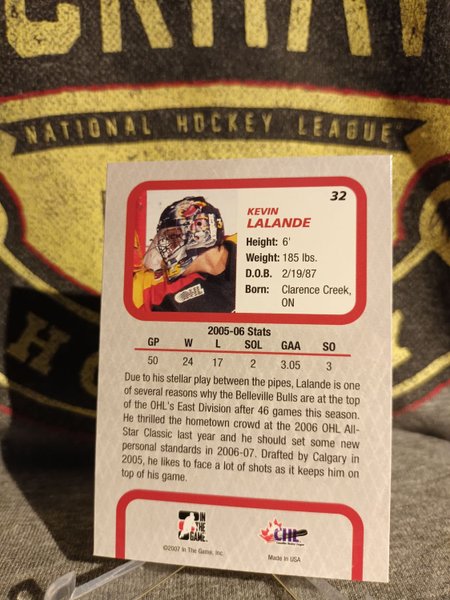 NATIONAL HOCKEY LEAGUE
32
KEVIN
LALANDE
Height: 6'
Weight: 185 lbs.
D.O.B. 2/19/87
Born: Clarence Creek,
ON
2005-06 Stats
GP W L SOL GAA SO
50 24 17 2 3.05 3
Due to his stellar play between the pipes, Lalande is one
of several reasons why the Belleville Bulls are at the top
of the OHL's East Division after 46 games this season.
He thrilled the hometown crowd at the 2006 OHL All-
Star Classic last year and he should set some new
personal standards in 2006-07. Drafted by Calgary in
2005, he likes to face a lot of shots as it keeps him on
top of his game.
IN
THE
GAME
CHL
©2007 In The Game, Inc.
Made in USA